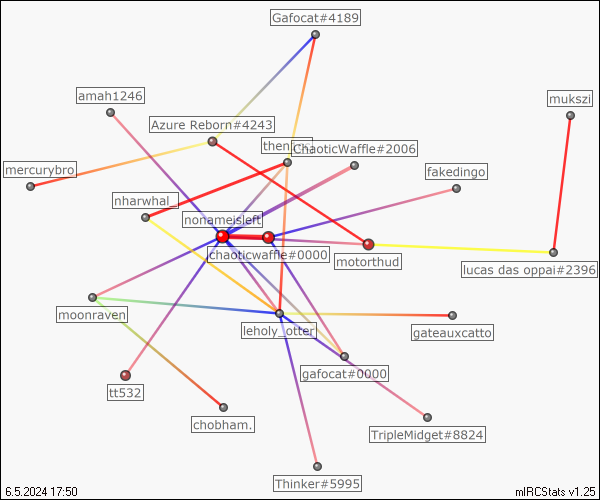 Gafocat#4189
amah1246
mukszi
Azure Reborn#4243
ChaoticWaffle#2006
mercurybro
fakedingo
nharwhal_
nonameisleft
chaoticwaffle#0000
motorthud
lucas das oppai#2396
moonraven
leholy_otter
gateauxcatto
gafocat#0000
tt532
chobham.
TripleMidget#8824
Thinker#5995
6.5.2024 17:50
mIRCStats v1.25